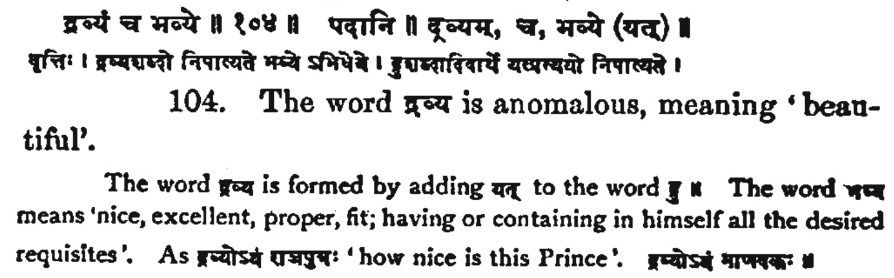 द्रव्यं च भव्ये ॥ १०४ ॥ पदानि ॥ द्रव्यम्, च, भव्ये (यत्) ॥
वृत्तिः । द्रव्यशब्दो निपात्यते भव्ये ऽभिधेये । द्रुशब्दादिवार्थे यत्प्रत्ययो निपात्यते ।
104. The word द्रव्य is anomalous, meaning ‘beau-
tiful’.
The word द्रव्य is formed by adding यत् to the word द्रु ॥ The word भव्य
means ‘nice, excellent, proper, fit; having or containing in himself all the desired
requisites’. As द्रव्योऽयं राजपुत्रः ‘how nice is this Prince’. द्रव्योऽयं माणवकः ॥